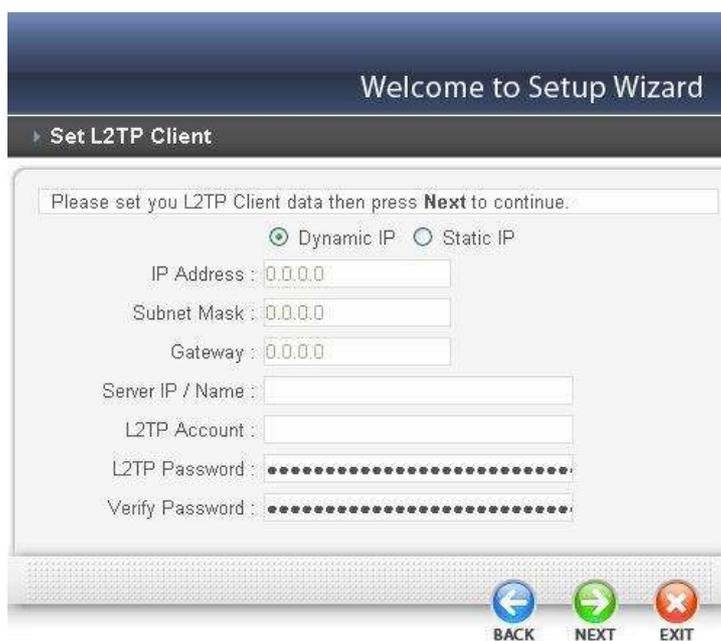 Welcome to Setup Wizard
Set L2TP Client
Please set you L2TP Client data then press Next to continue.
Dynamic IP Static IP
IP Address : 0.0.0.0
Subnet Mask : 0.0.0.0
Gateway : 0.0.0.0
Server IP / Name :
L2TP Account :
L2TP Password :
Verify Password :
BACK NEXT EXIT